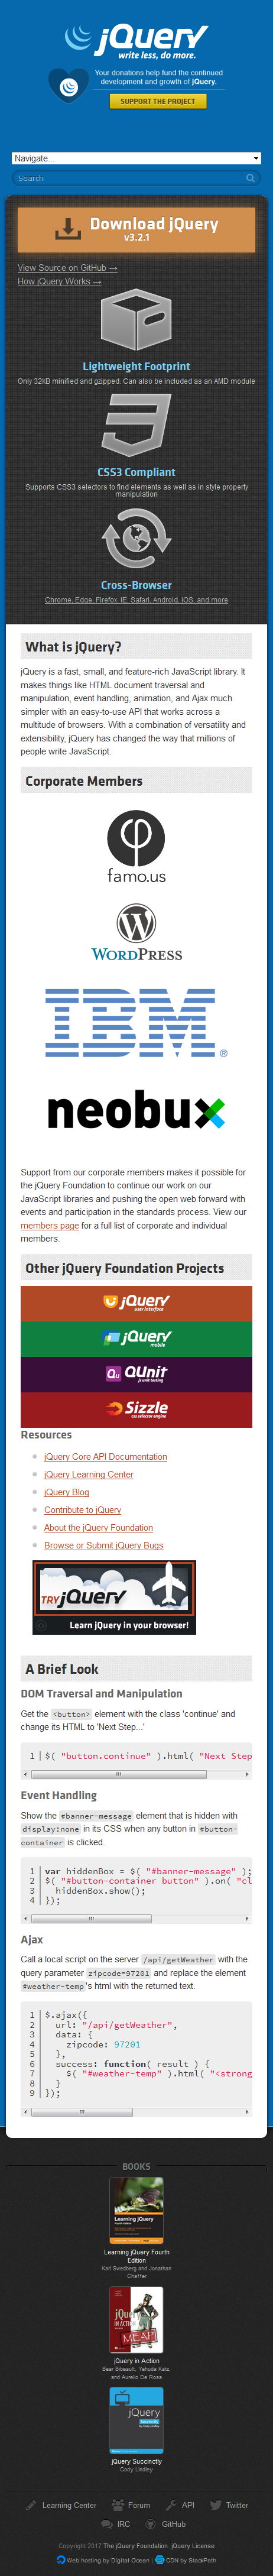 jQuery
write less, do more.
Your donations help fund the continued
development and growth of jQuery.
SUPPORT THE PROJECT
Navigate...
Search
Download jQuery
v3.2.1
View Source on GitHub →
How jQuery Works →
Lightweight Footprint
Only 32kB minified and gzipped. Can also be included as an AMD module
CSS3 Compliant
Supports CSS3 selectors to find elements as well as in style property
manipulation
Cross-Browser
Chrome, Edge, Firefox, IE, Safari, Android, iOS, and more
What is jQuery?
jQuery is a fast, small, and feature-rich JavaScript library. It
makes things like HTML document traversal and
manipulation, event handling, animation, and Ajax much
simpler with an easy-to-use API that works across a
multitude of browsers. With a combination of versatility and
extensibility, jQuery has changed the way that millions of
people write JavaScript.
Corporate Members
famo.us
WORDPRESS
IBM®
neobux
Support from our corporate members makes it possible for
the jQuery Foundation to continue our work on our
JavaScript libraries and pushing the open web forward with
events and participation in the standards process. View our
members page for a full list of corporate and individual
members.
Other jQuery Foundation Projects
jQuery
user interface
jQuery
mobile
QUnit
js unit testing
Sizzle
css selector engine
Resources
jQuery Core API Documentation
jQuery Learning Center
jQuery Blog
Contribute to jQuery
About the jQuery Foundation
Browse or Submit jQuery Bugs
TRY jQuery
Learn jQuery in your browser!
A Brief Look
DOM Traversal and Manipulation
Get the <button> element with the class 'continue' and
change its HTML to 'Next Step...'
1 $( "button.continue" ).html( "Next Step
Event Handling
Show the #banner-message element that is hidden with
display:none in its CSS when any button in #button-
container is clicked.
1 var hiddenBox = $( "#banner-message" );
2 $( "#button-container button" ).on( "cl
3 hiddenBox.show();
4 });
Ajax
Call a local script on the server /api/getWeather with the
query parameter zipcode=97201 and replace the element
#weather-temp's html with the returned text.
1 $.ajax({
2 url: "/api/getWeather",
3 data: {
4 zipcode: 97201
5 },
6 success: function( result ) {
7 $( "#weather-temp" ).html( "<strong
8 }
9 });
BOOKS
Learning jQuery
Learning jQuery Fourth
Edition
Karl Swedberg and Jonathan
Chaffer
jQuery
IN ACTION
MEAP
jQuery in Action
Bear Bibeault, Yehuda Katz,
and Aurelio De Rosa
jQuery
jQuery Succinctly
Cody Lindley
Learning Center
Forum
API
Twitter
IRC
GitHub
Copyright 2017 The jQuery Foundation. jQuery License
Web hosting by Digital Ocean | CDN by StackPath